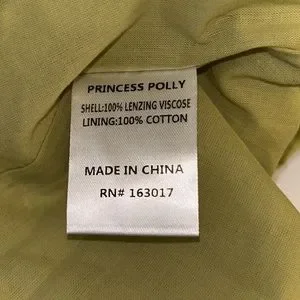 PRINCESS POLLY
SHELL:100% LENZING VISCOSE
LINING:100% COTTON
MADE IN CHINA
RN# 163017